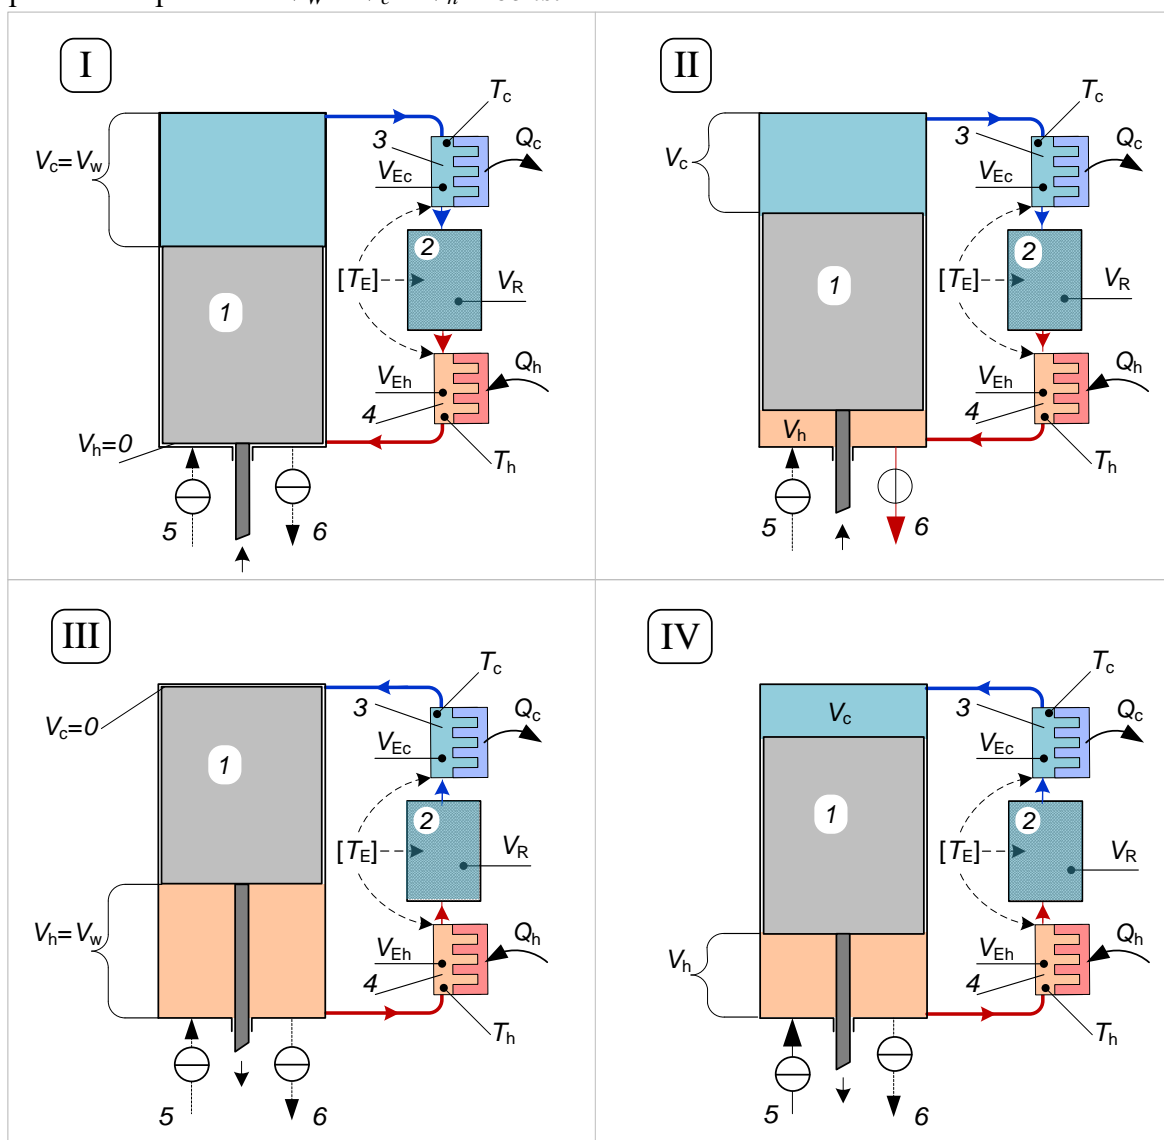 I
T_c
3
Q_c
V_c=V_w
V_Ec
2
[T_E]
1
V_R
Q_h
V_Eh
4
V_h=0
T_h
5
6
II
T_c
3
Q_c
V_c
V_Ec
2
[T_E]
1
V_R
Q_h
V_Eh
4
V_h
T_h
5
6
III
T_c
3
Q_c
V_c=0
V_Ec
1
2
[T_E]
V_R
V_h=V_w
Q_h
V_Eh
4
T_h
5
6
IV
T_c
3
Q_c
V_c
V_Ec
1
2
[T_E]
V_R
Q_h
V_h
V_Eh
4
T_h
5
6